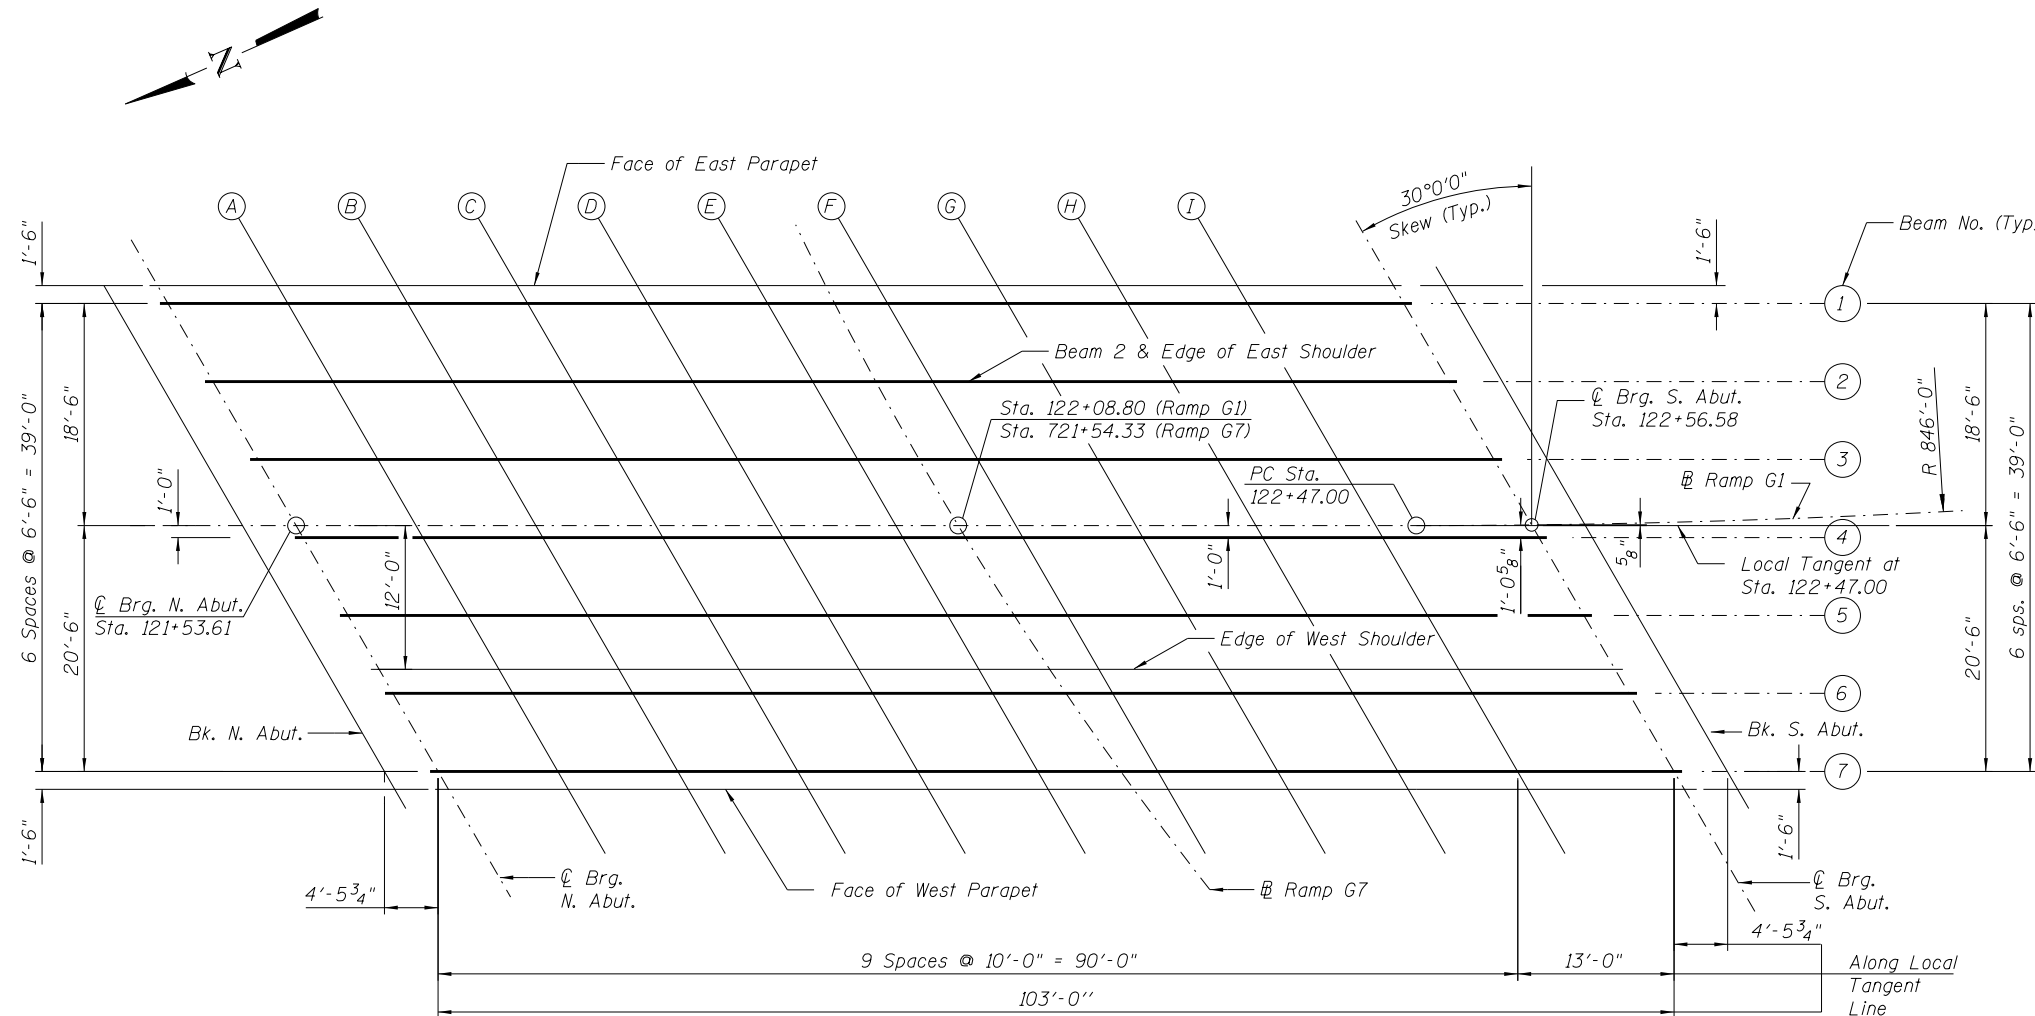 N
Face of East Parapet
A
B
C
D
E
F
G
H
I
30°0'0"
Skew (Typ.)
1'-6"
1'-6"
Beam No. (Typ.
1
Beam 2 & Edge of East Shoulder
2
Sta. 122+08.80 (Ramp G1)
Sta. 721+54.33 (Ramp G7)
℄ Brg. S. Abut.
Sta. 122+56.58
6 Spaces @ 6'-6" = 39'-0"
18'-6"
1'-0"
PC Sta.
122+47.00
3
R 846'-0"
18'-6"
6 sps. @ 6'-6" = 39'-0"
℄ Ramp G1
4
12'-0"
1'-0"
1'-0 5/8"
5/8"
Local Tangent at
Sta. 122+47.00
℄ Brg. N. Abut.
Sta. 121+53.61
20'-6"
5
Edge of West Shoulder
20'-6"
6
Bk. N. Abut.
Bk. S. Abut.
7
1'-6"
1'-6"
4'-5 3/4"
℄ Brg.
N. Abut.
Face of West Parapet
℄ Ramp G7
℄ Brg.
S. Abut.
4'-5 3/4"
9 Spaces @ 10'-0" = 90'-0"
13'-0"
Along Local
Tangent
Line
103'-0"